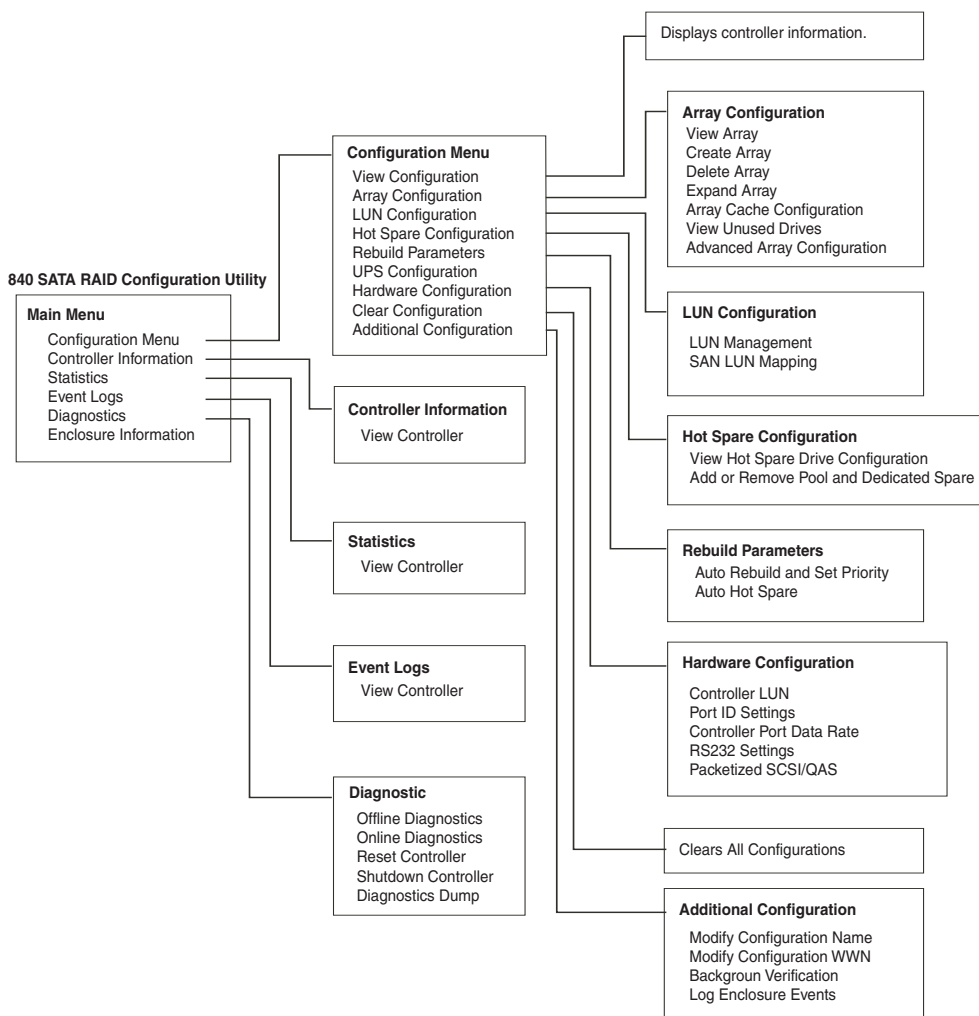 840 SATA RAID Configuration Utility
Main Menu
Configuration Menu
Controller Information
Statistics
Event Logs
Diagnostics
Enclosure Information
Configuration Menu
View Configuration
Array Configuration
LUN Configuration
Hot Spare Configuration
Rebuild Parameters
UPS Configuration
Hardware Configuration
Clear Configuration
Additional Configuration
Controller Information
View Controller
Statistics
View Controller
Event Logs
View Controller
Diagnostic
Offline Diagnostics
Online Diagnostics
Reset Controller
Shutdown Controller
Diagnostics Dump
Displays controller information.
Array Configuration
View Array
Create Array
Delete Array
Expand Array
Array Cache Configuration
View Unused Drives
Advanced Array Configuration
LUN Configuration
LUN Management
SAN LUN Mapping
Hot Spare Configuration
View Hot Spare Drive Configuration
Add or Remove Pool and Dedicated Spare
Rebuild Parameters
Auto Rebuild and Set Priority
Auto Hot Spare
Hardware Configuration
Controller LUN
Port ID Settings
Controller Port Data Rate
RS232 Settings
Packetized SCSI/QAS
Clears All Configurations
Additional Configuration
Modify Configuration Name
Modify Configuration WWN
Backgroun Verification
Log Enclosure Events